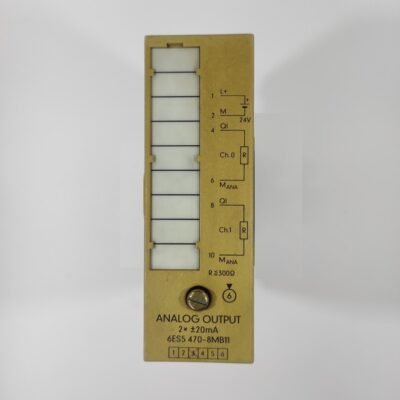 1 L+
2 M
24V
4 QI
Ch.0 R
6 MANA
8 QI
Ch.1 R
10 MANA
R≤300Ω
6
ANALOG OUTPUT
2× ±20mA
6ES5 470-8MB11
1 2 3 4 5 6